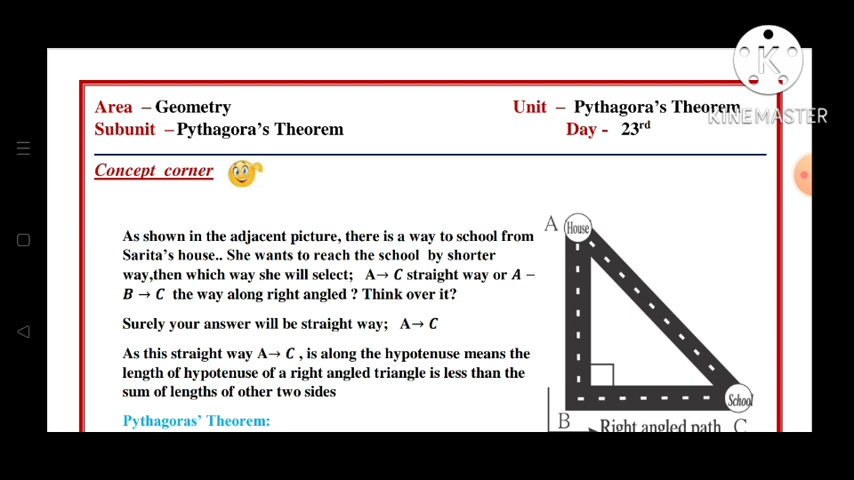 K
KINEMASTER
Area – Geometry
Unit – Pythagora's Theorem
Subunit – Pythagora's Theorem
Day - 23rd
Concept corner
As shown in the adjacent picture, there is a way to school from
Sarita's house.. She wants to reach the school by shorter
way,then which way she will select; A→ C straight way or A –
B → C the way along right angled ? Think over it?
Surely your answer will be straight way; A→ C
As this straight way A→ C , is along the hypotenuse means the
length of hypotenuse of a right angled triangle is less than the
sum of lengths of other two sides
Pythagoras' Theorem:
A
House
School
B
Right angled path
C